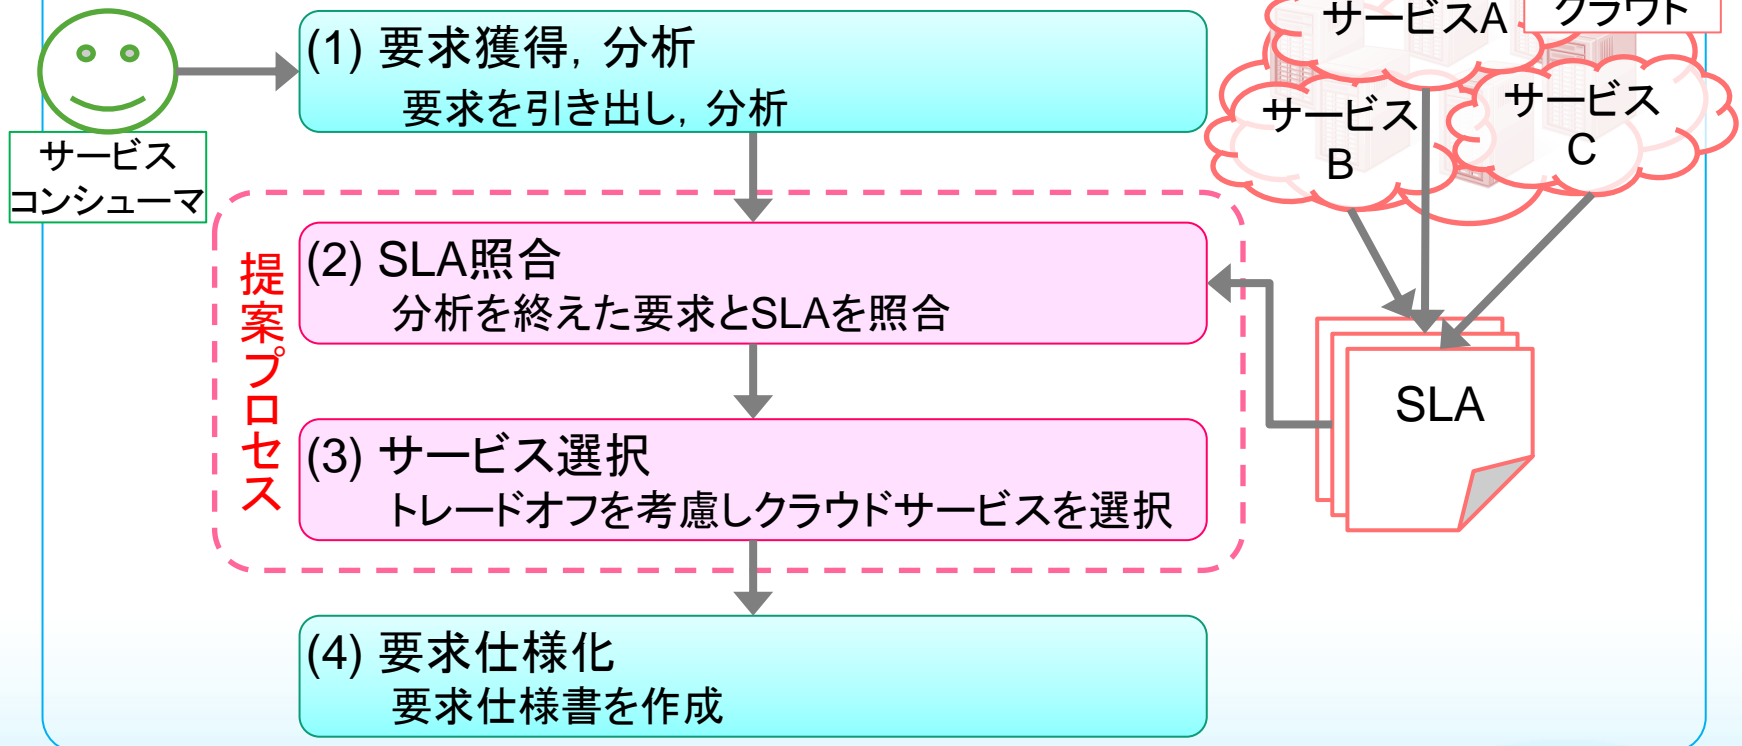 (1) 要求獲得，分析
要求を引き出し，分析
サービス
コンシューマ
サービスA
クラウド
サービス
B
サービス
C
提案プロセス
(2) SLA照合
分析を終えた要求とSLAを照合
(3) サービス選択
トレードオフを考慮しクラウドサービスを選択
SLA
(4) 要求仕様化
要求仕様書を作成